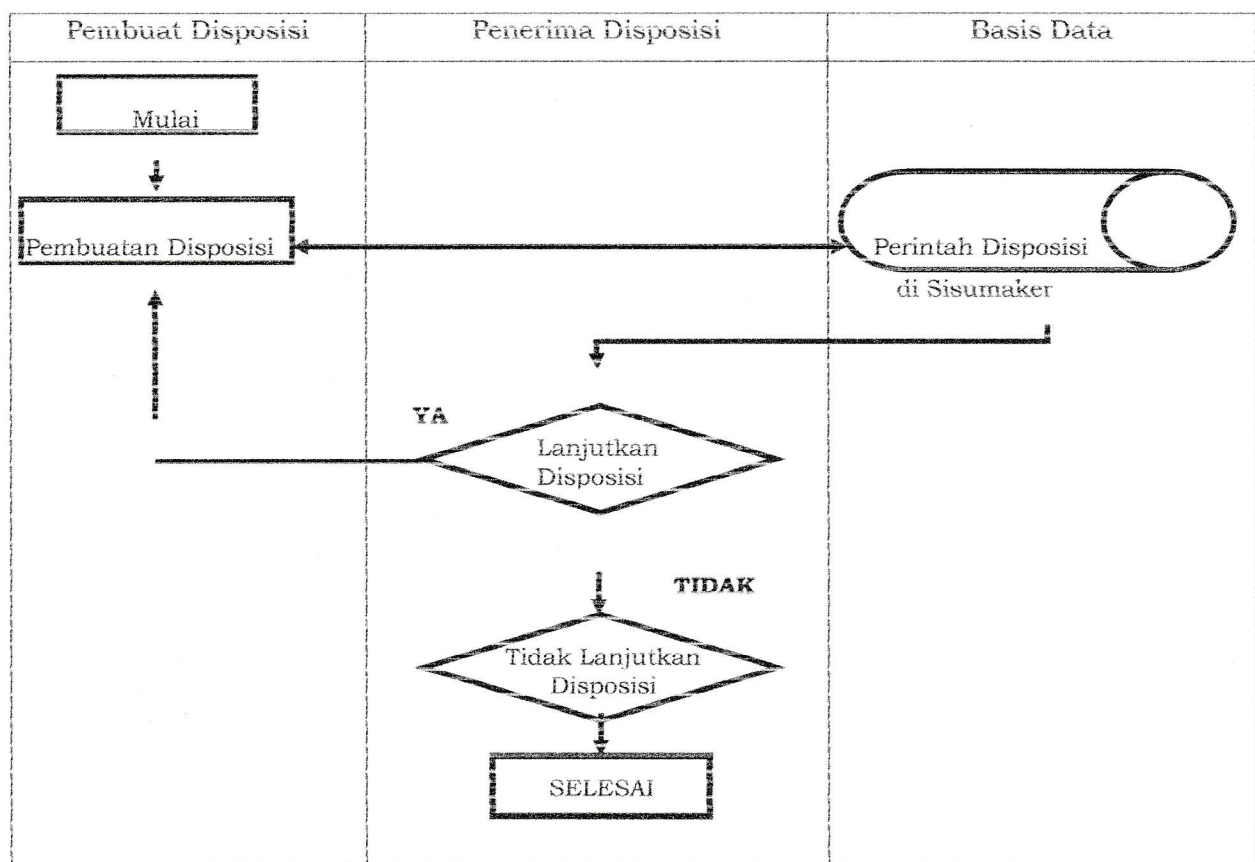 Pembuat Disposisi
Penerima Disposisi
Basis Data
Mulai
Pembuatan Disposisi
Perintah Disposisi
di Sisumaker
YA
Lanjutkan
Disposisi
TIDAK
Tidak Lanjutkan
Disposisi
SELESAI